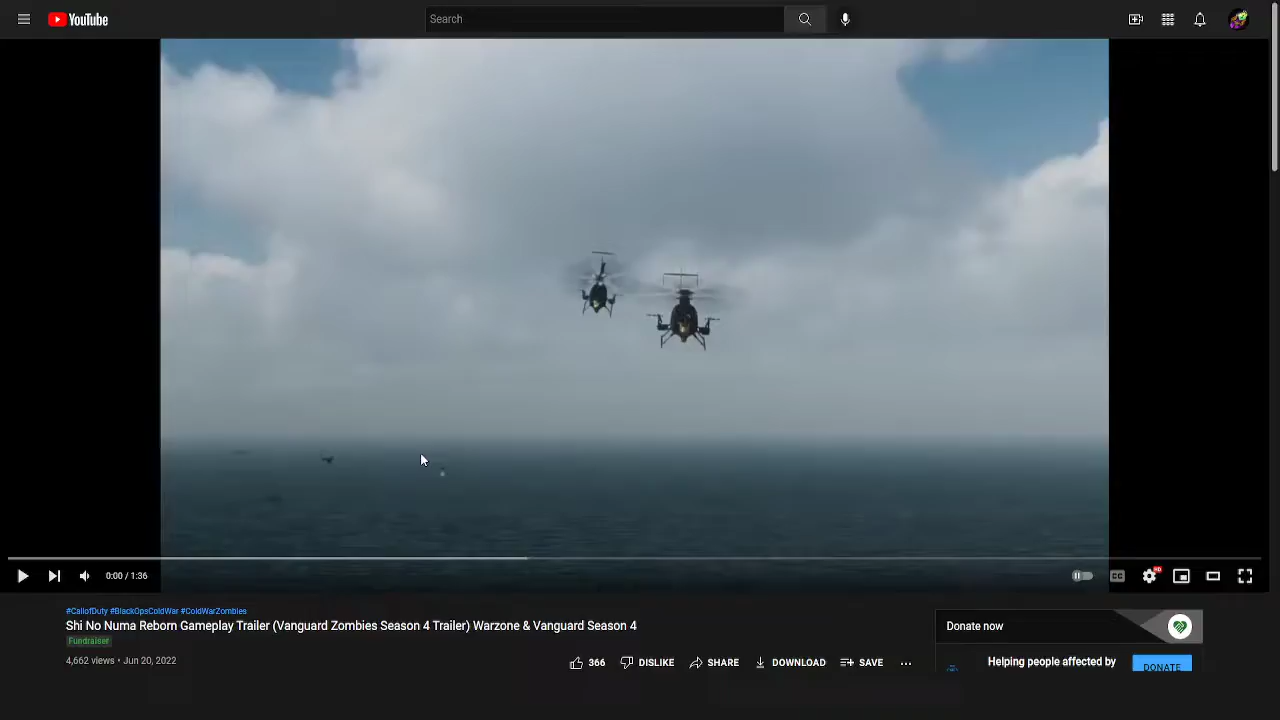 YouTube
Search
0:00 / 1:36
CC
HD
#CallofDuty #BlackOpsColdWar #ColdWarZombies
Shi No Numa Reborn Gameplay Trailer (Vanguard Zombies Season 4 Trailer) Warzone & Vanguard Season 4
Fundraiser
4,662 views • Jun 20, 2022
366
DISLIKE
SHARE
DOWNLOAD
SAVE
Donate now
Helping people affected by
DONATE